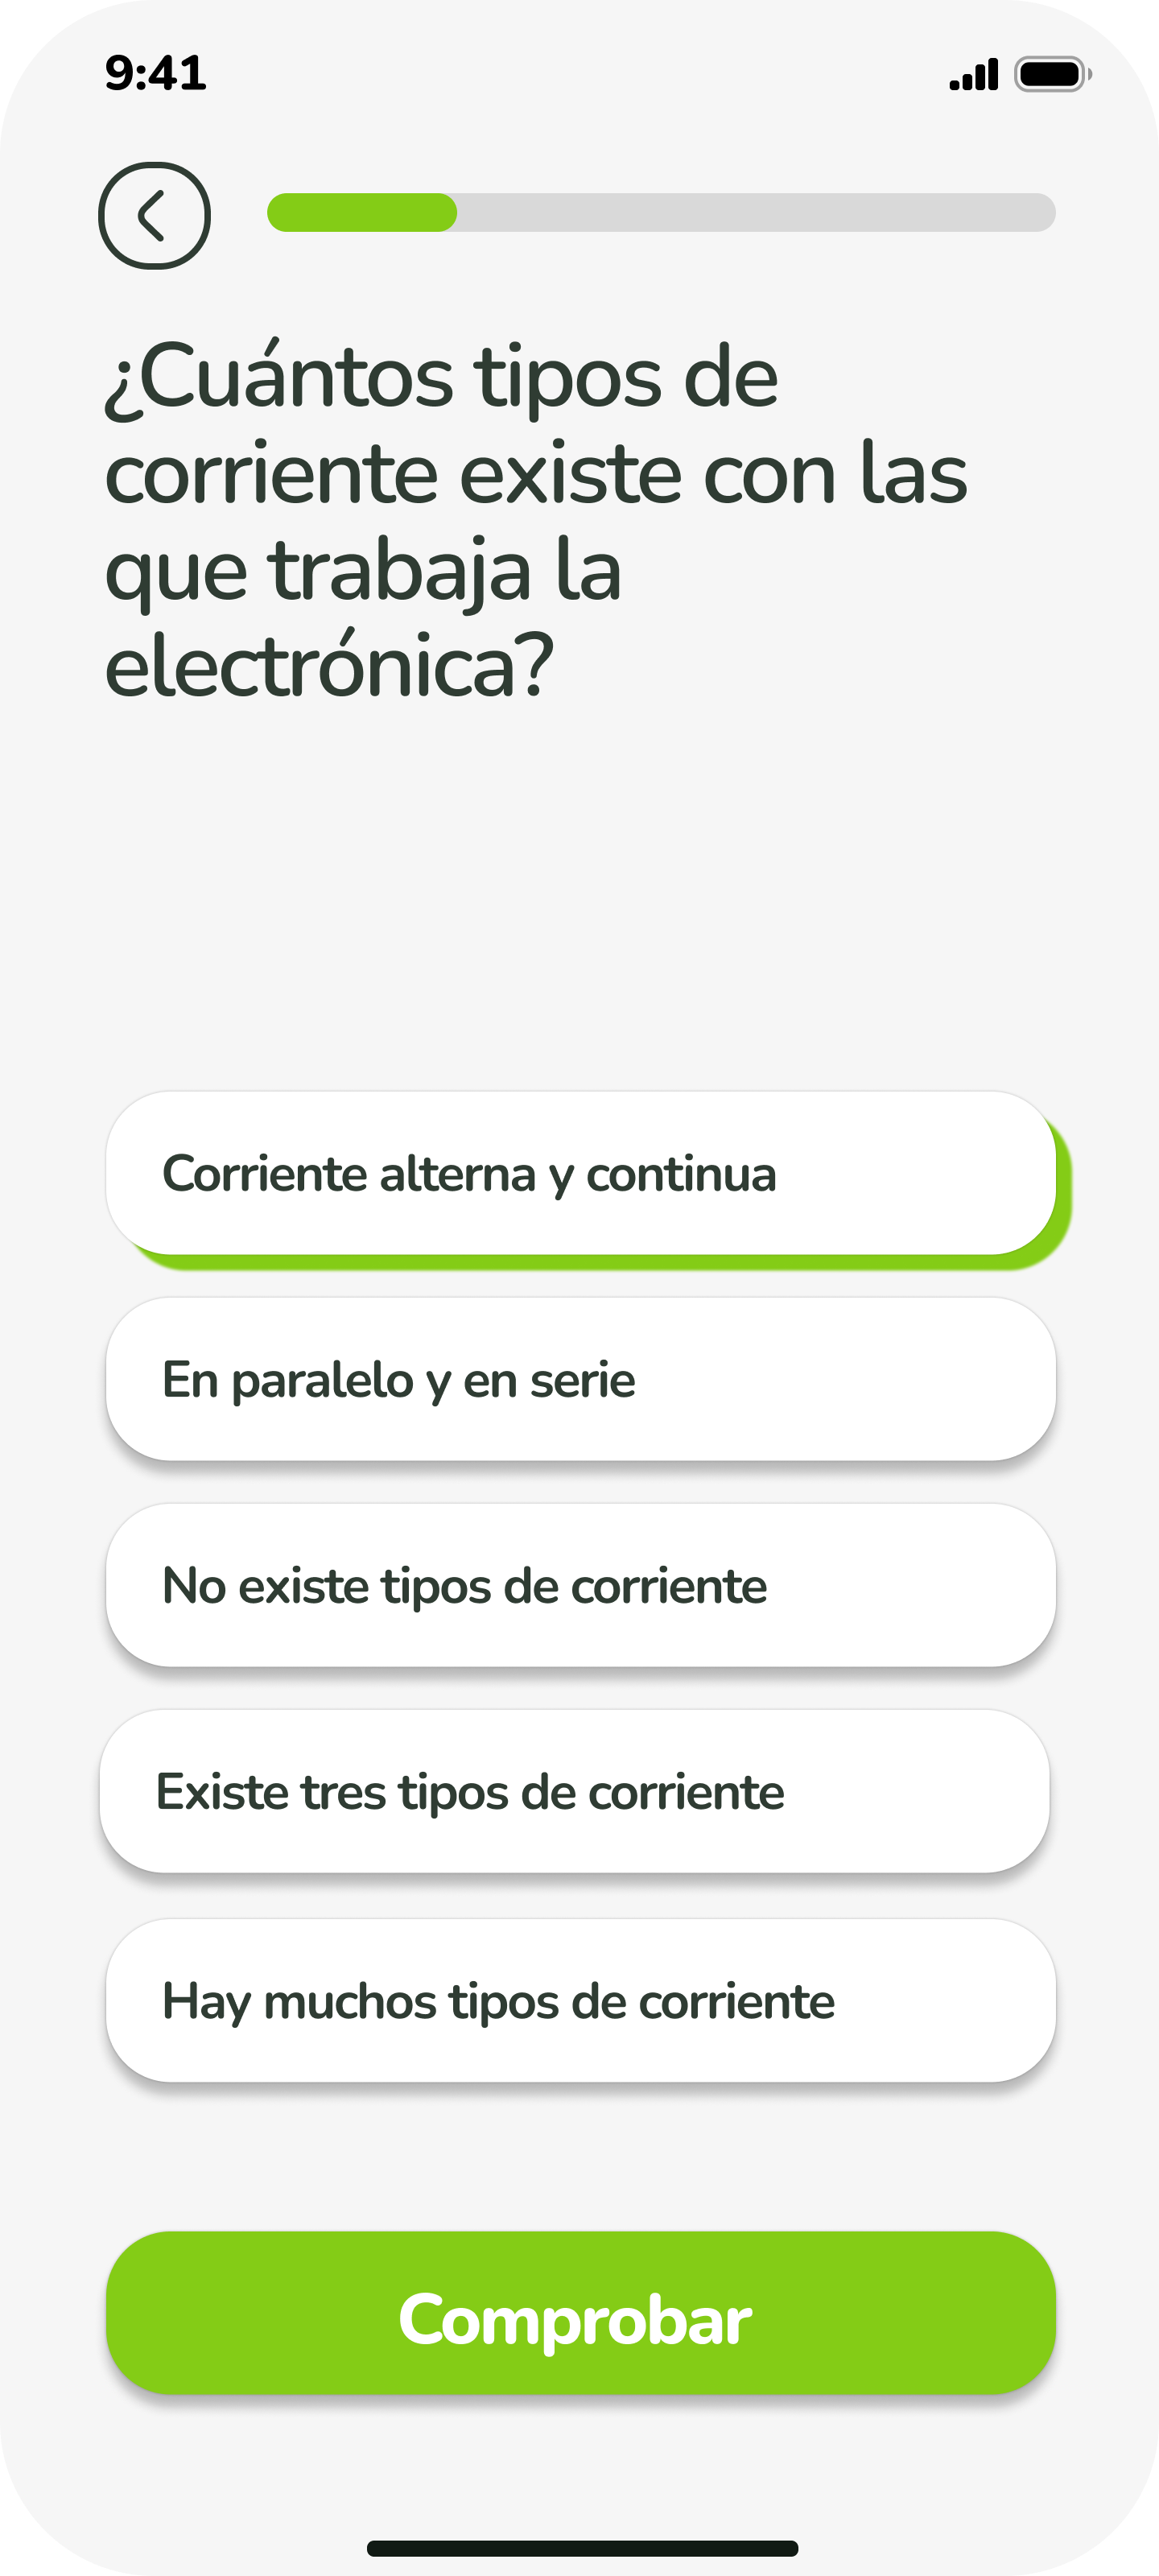 9:41
¿Cuántos tipos de
corriente existe con las
que trabaja la
electrónica?
Corriente alterna y continua
En paralelo y en serie
No existe tipos de corriente
Existe tres tipos de corriente
Hay muchos tipos de corriente
Comprobar